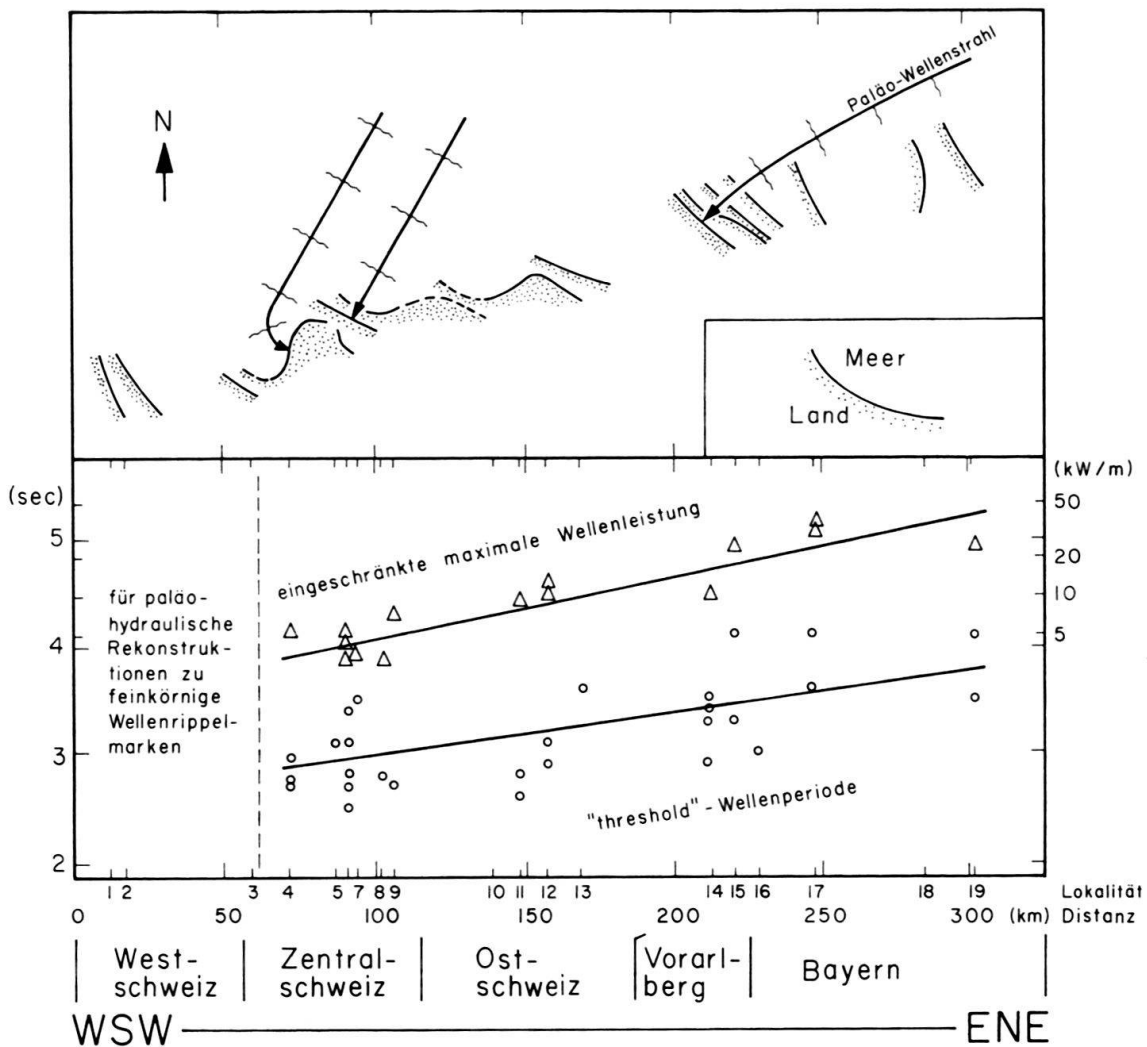 N
Paläo-Wellenstrahl
Meer
Land
(sec)
(kW/m)
5
4
3
2
50
20
10
5
eingeschränkte maximale Wellenleistung
für paläo-
hydraulische
Rekonstruk-
tionen zu
feinkörnige
Wellenrippel-
marken
"threshold"-Wellenperiode
1 2 3 4 5 7 8 9 10 11 12 13 14 15 16 17 18 19 Lokalität
0 50 100 150 200 (km) 250 300 Distanz
West-
schweiz
Zentral-
schweiz
Ost-
schweiz
Vorarl-
berg
Bayern
WSW ENE